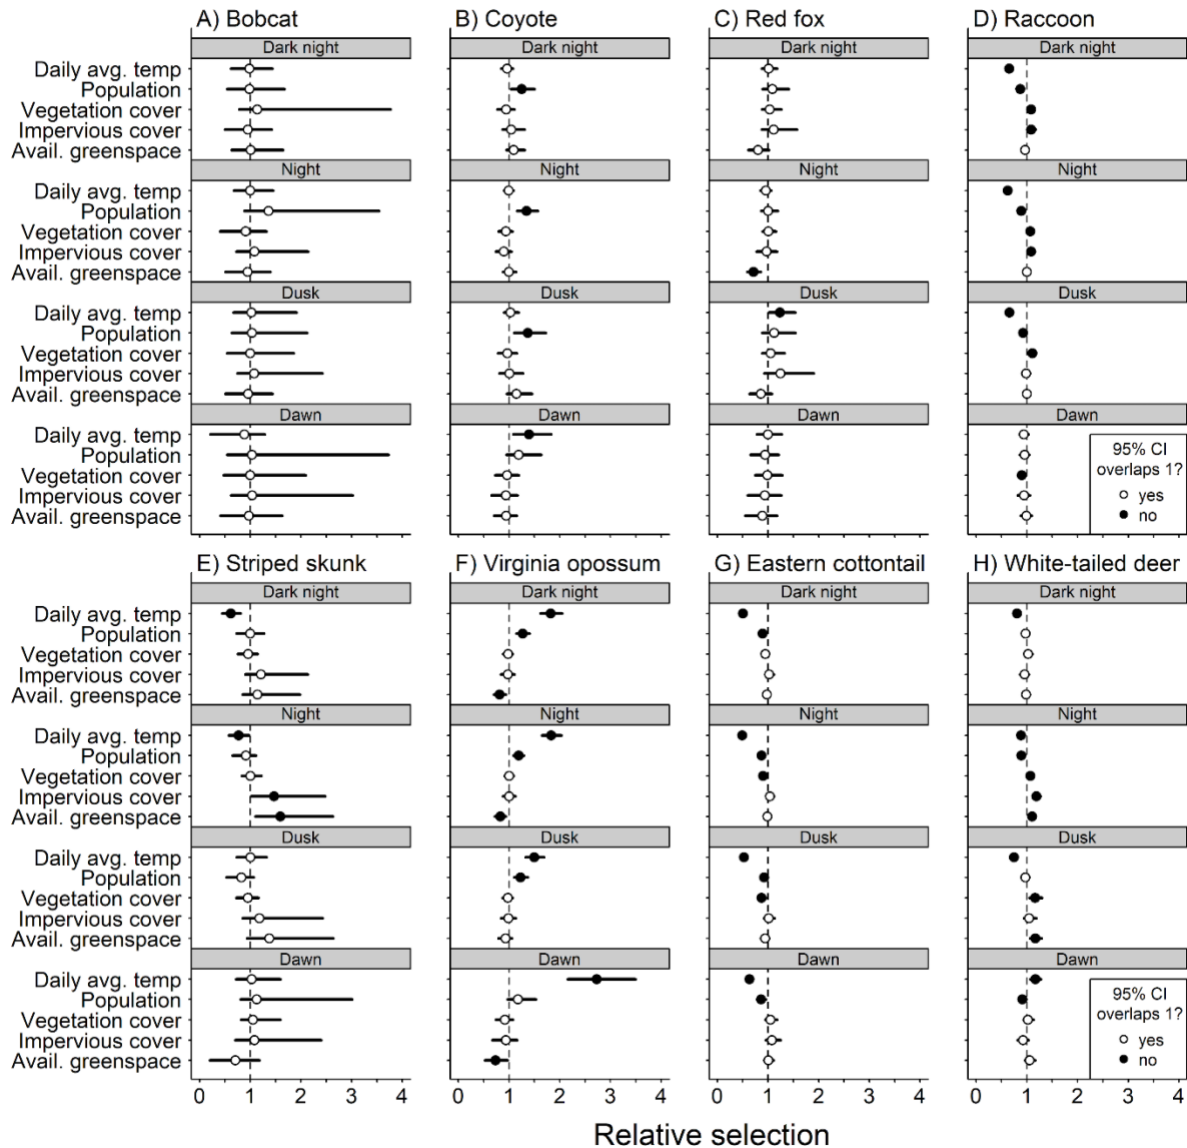 A) Bobcat B) Coyote C) Red fox D) Raccoon
Dark night Dark night Dark night Dark night
Daily avg. temp
Population
Vegetation cover
Impervious cover
Avail. greenspace
Night Night Night Night
Daily avg. temp
Population
Vegetation cover
Impervious cover
Avail. greenspace
Dusk Dusk Dusk Dusk
Daily avg. temp
Population
Vegetation cover
Impervious cover
Avail. greenspace
Dawn Dawn Dawn Dawn
Daily avg. temp
Population
Vegetation cover
Impervious cover
Avail. greenspace
95% CI
overlaps 1?
yes
no
E) Striped skunk F) Virginia opossum G) Eastern cottontail H) White-tailed deer
Dark night Dark night Dark night Dark night
Daily avg. temp
Population
Vegetation cover
Impervious cover
Avail. greenspace
Night Night Night Night
Daily avg. temp
Population
Vegetation cover
Impervious cover
Avail. greenspace
Dusk Dusk Dusk Dusk
Daily avg. temp
Population
Vegetation cover
Impervious cover
Avail. greenspace
Dawn Dawn Dawn Dawn
Daily avg. temp
Population
Vegetation cover
Impervious cover
Avail. greenspace
95% CI
overlaps 1?
yes
no
0 1 2 3 4 0 1 2 3 4 0 1 2 3 4 0 1 2 3 4
Relative selection